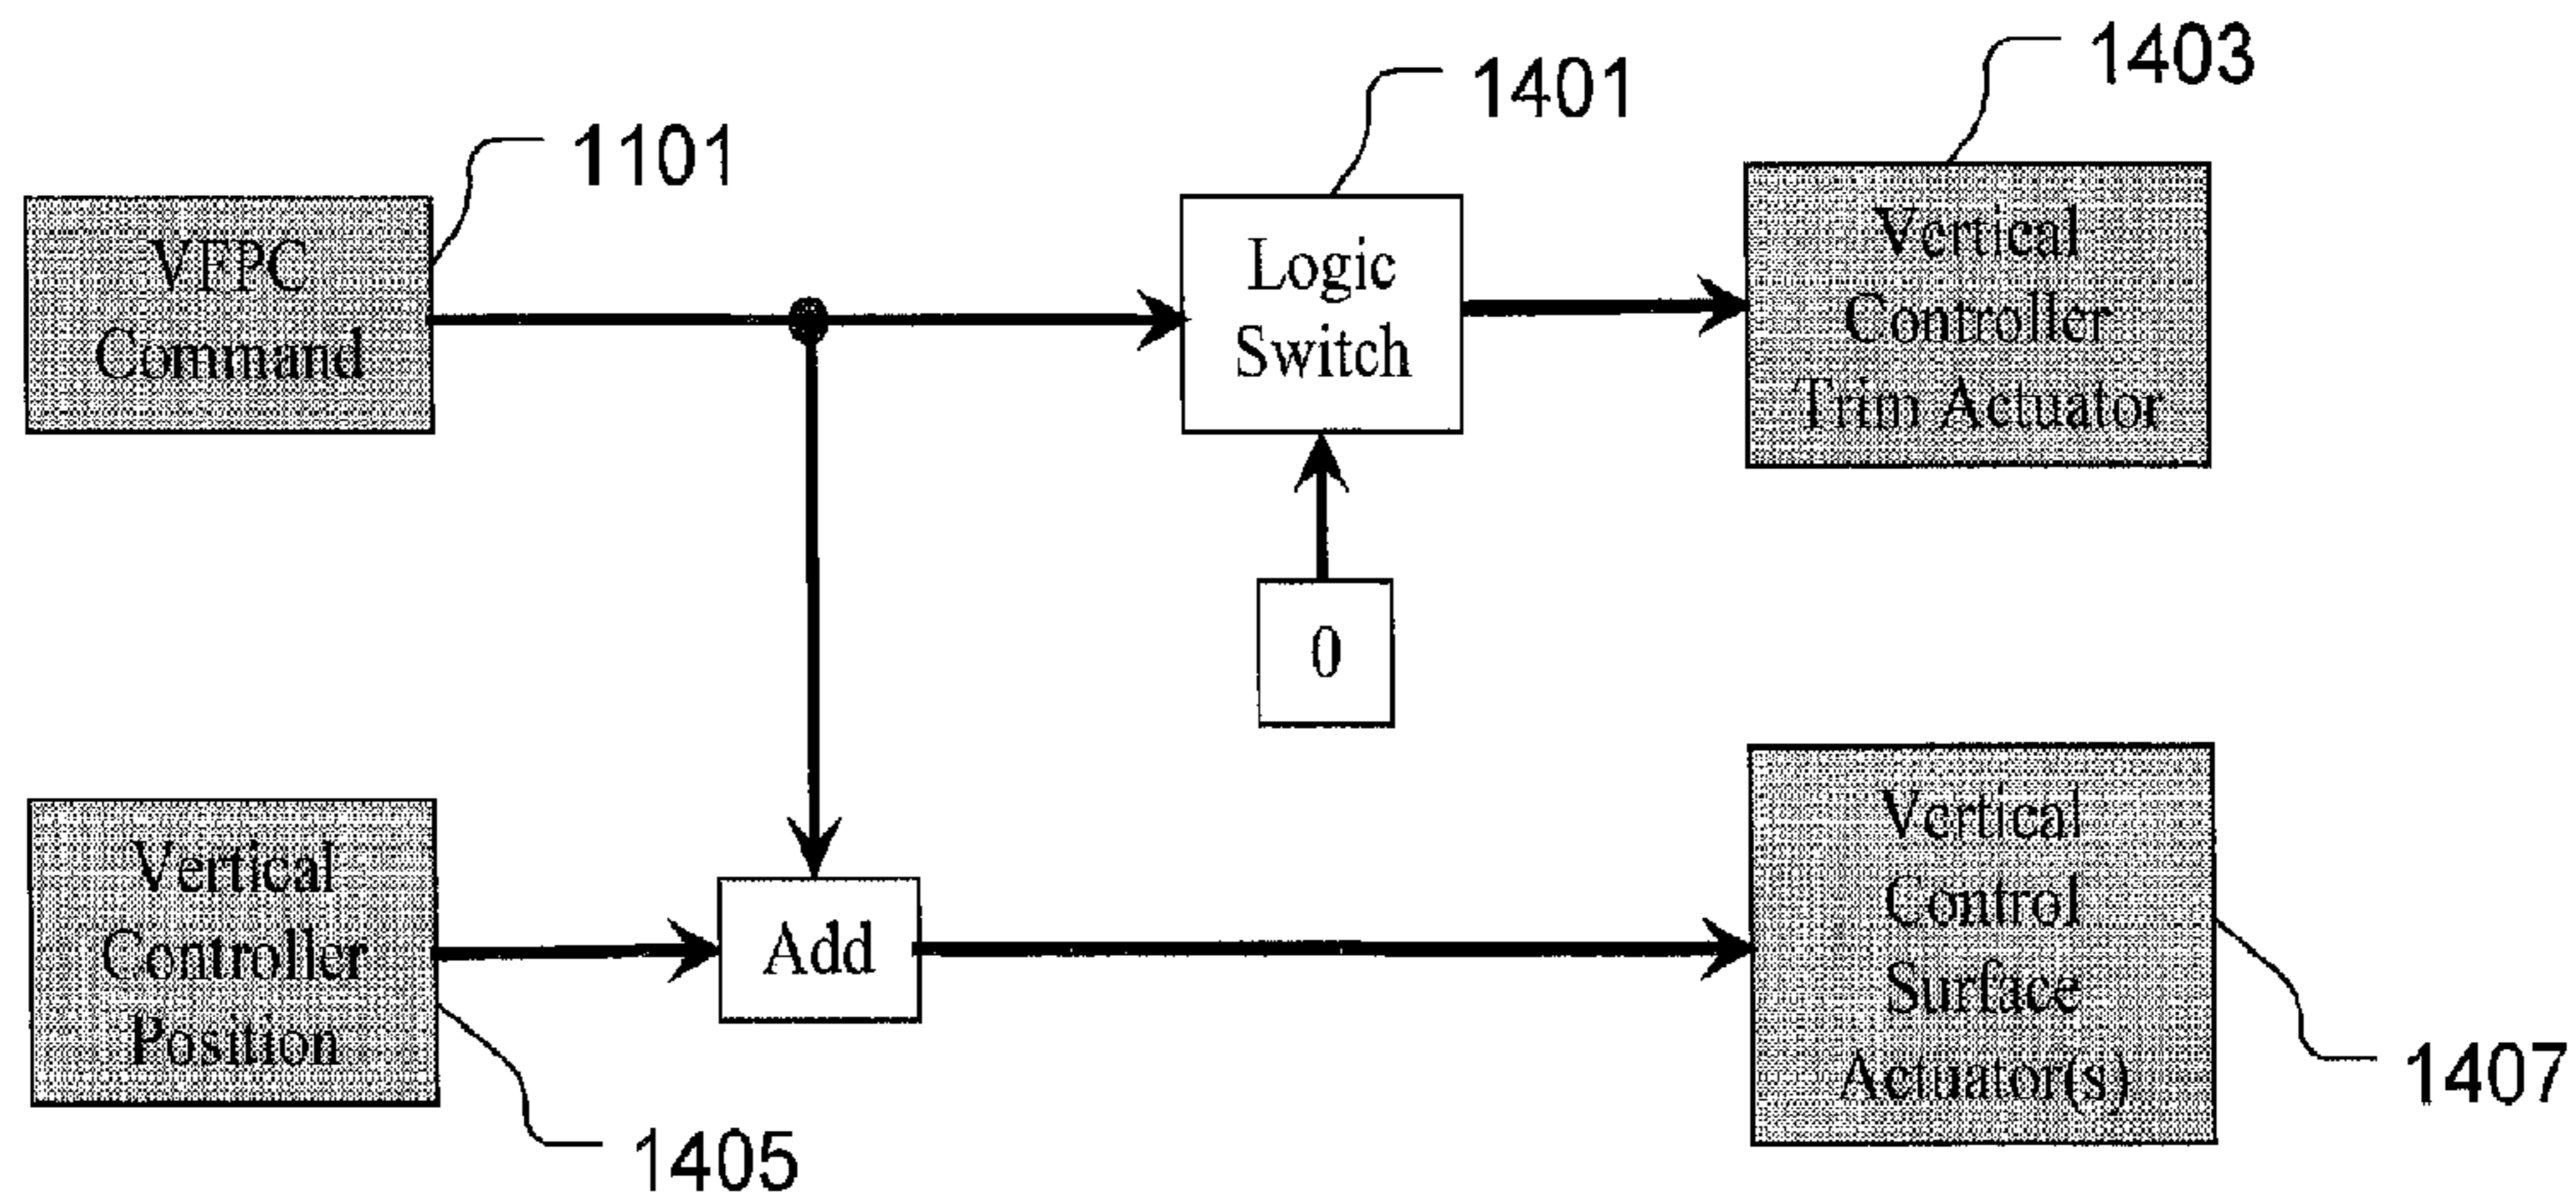 1403
1401
1101
VFPC
Command
Logic
Switch
Vertical
Controller
Trim Actuator
0
Vertical
Controller
Position
Add
Vertical
Control
Surface
Actuator(s)
1407
1405